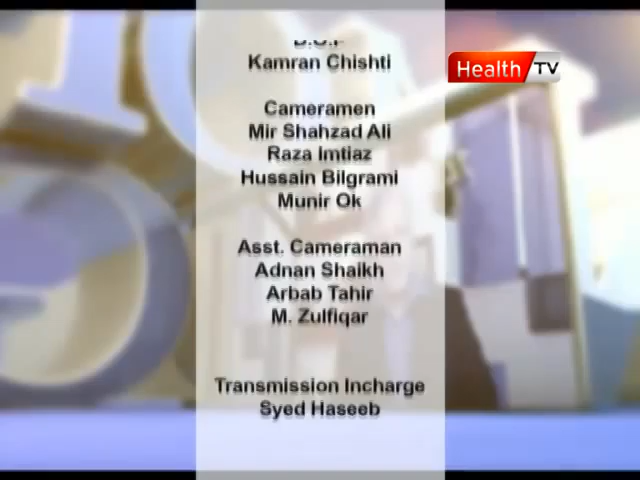 D.O.P
Kamran Chishti
Health TV
Cameramen
Mir Shahzad Ali
Raza Imtiaz
Hussain Bilgrami
Munir Ok
Asst. Cameraman
Adnan Shaikh
Arbab Tahir
M. Zulfiqar
Transmission Incharge
Syed Haseeb